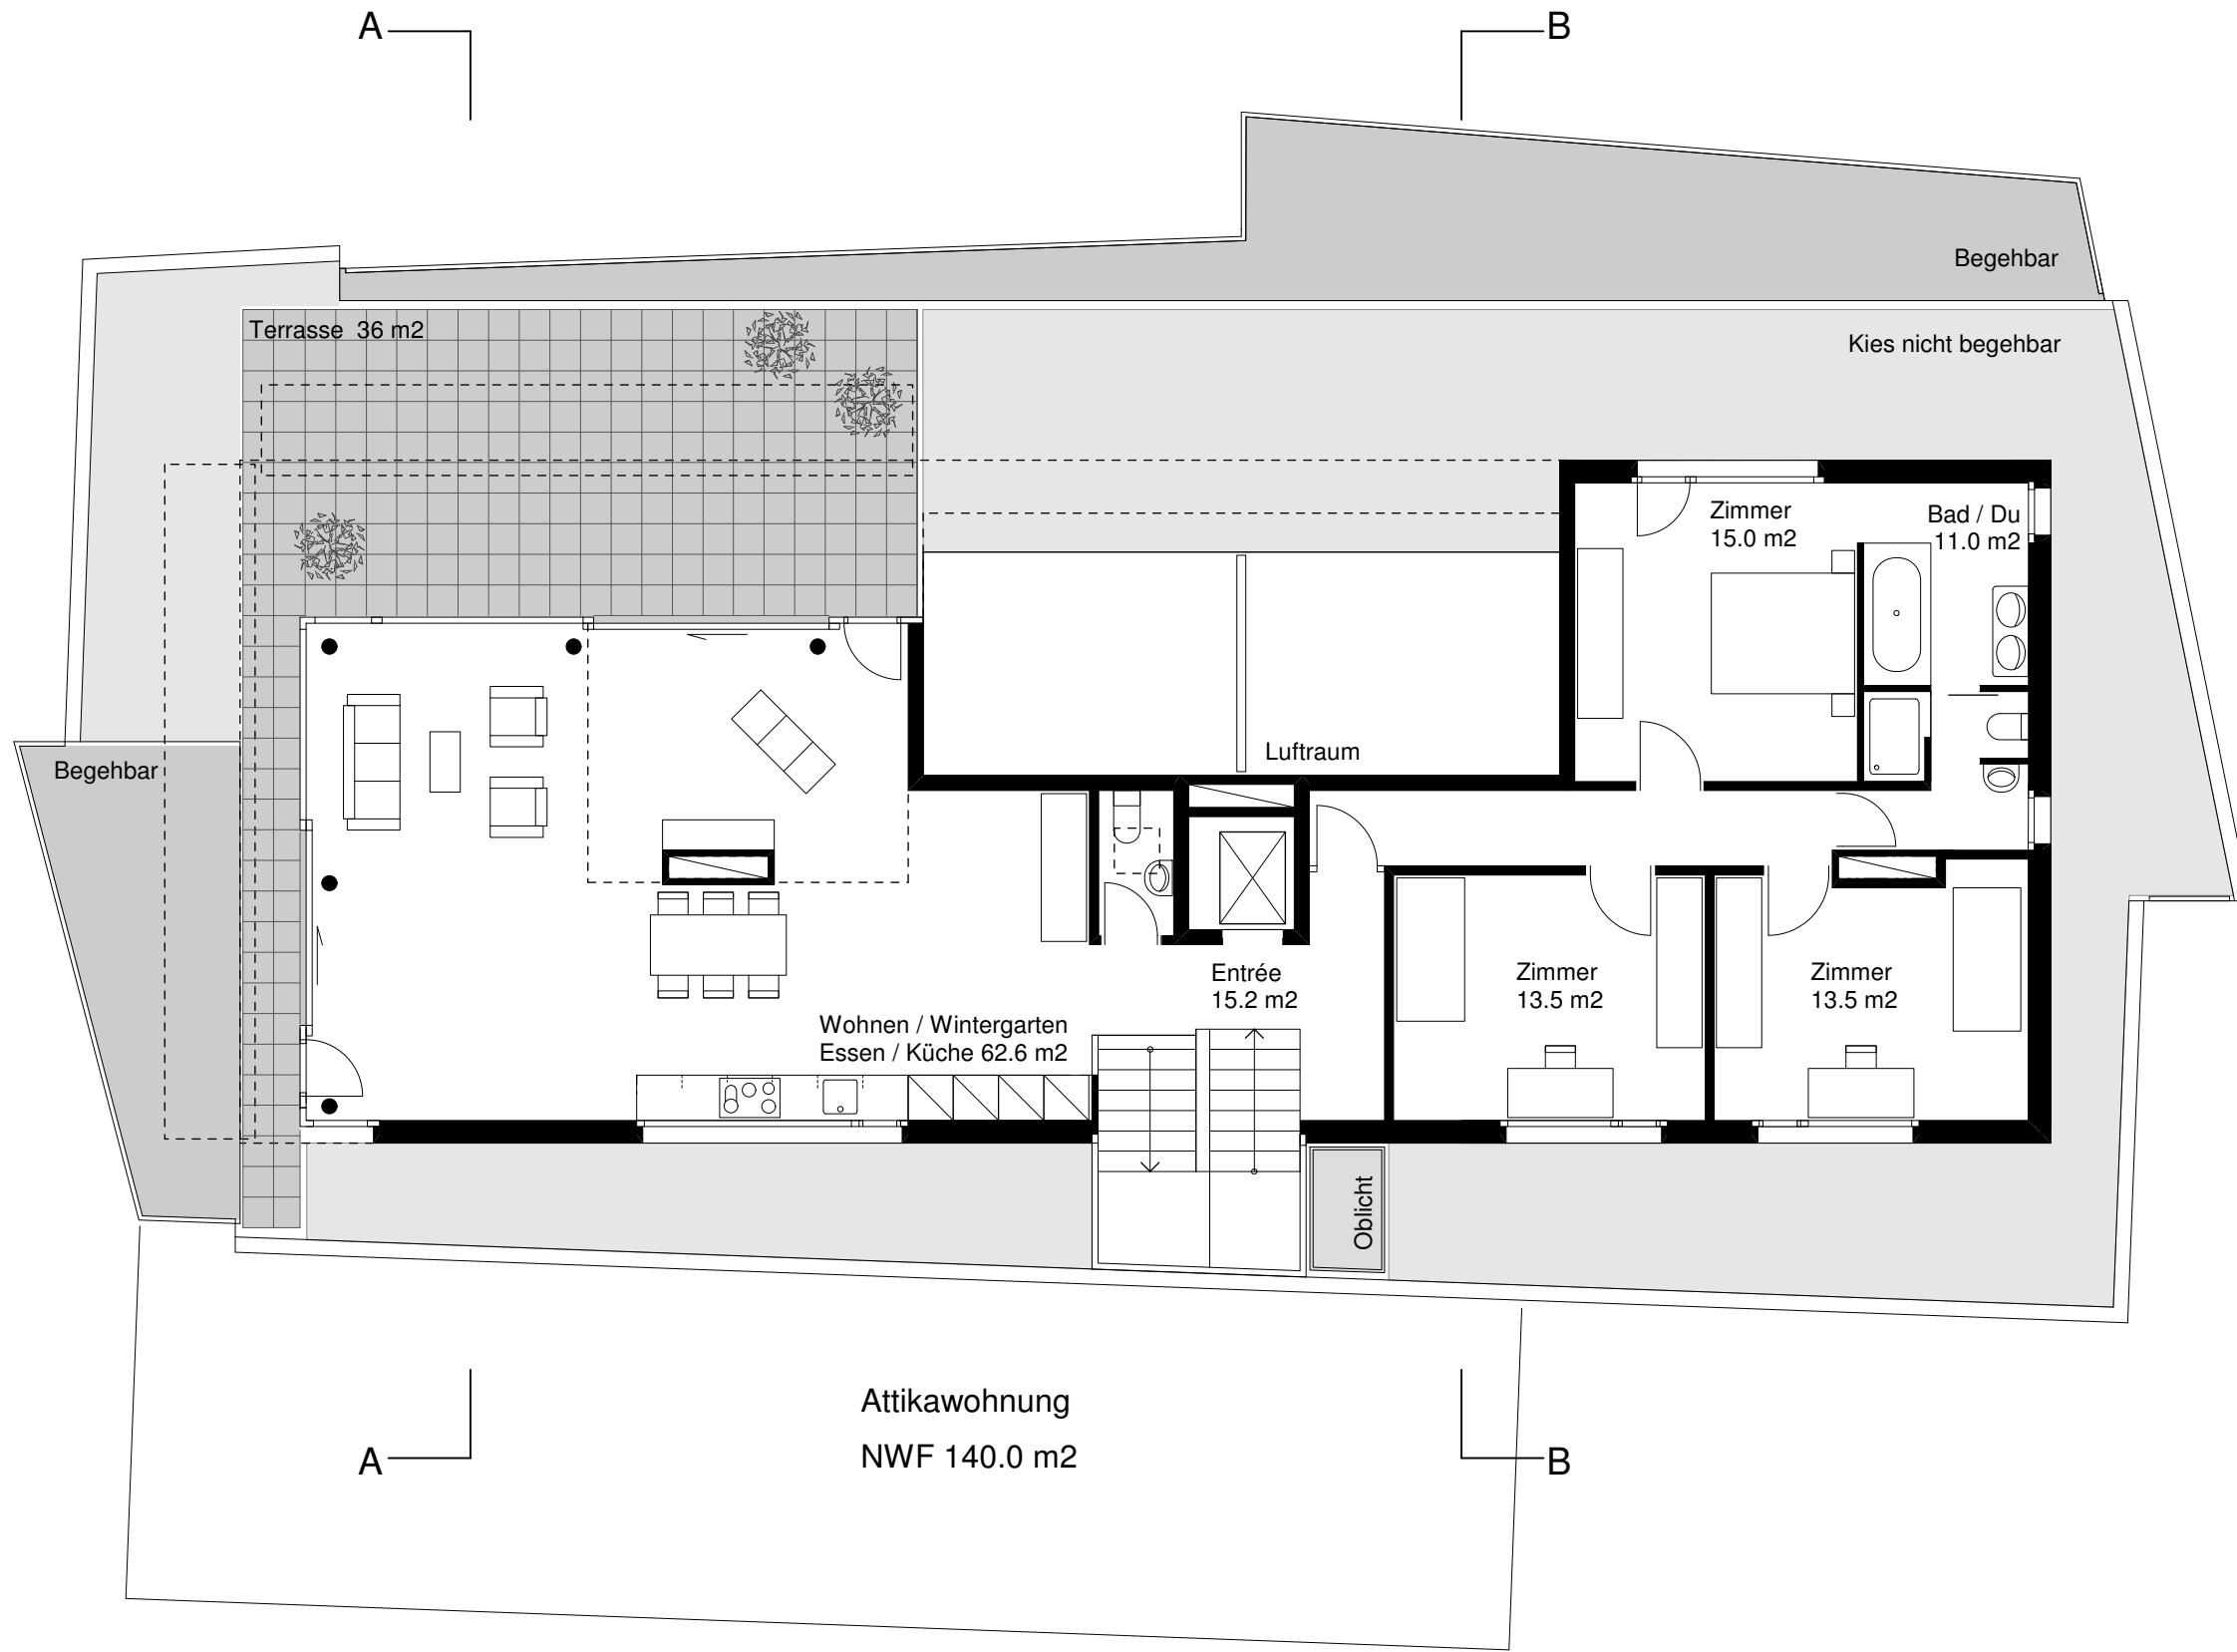 A
B
Begehbar
Terrasse 36 m2
Kies nicht begehbar
Zimmer
15.0 m2
Bad / Du
11.0 m2
Luftraum
Begehbar
Entrée
15.2 m2
Zimmer
13.5 m2
Zimmer
13.5 m2
Wohnen / Wintergarten
Essen / Küche 62.6 m2
Oblicht
Attikawohnung
NWF 140.0 m2
A
B